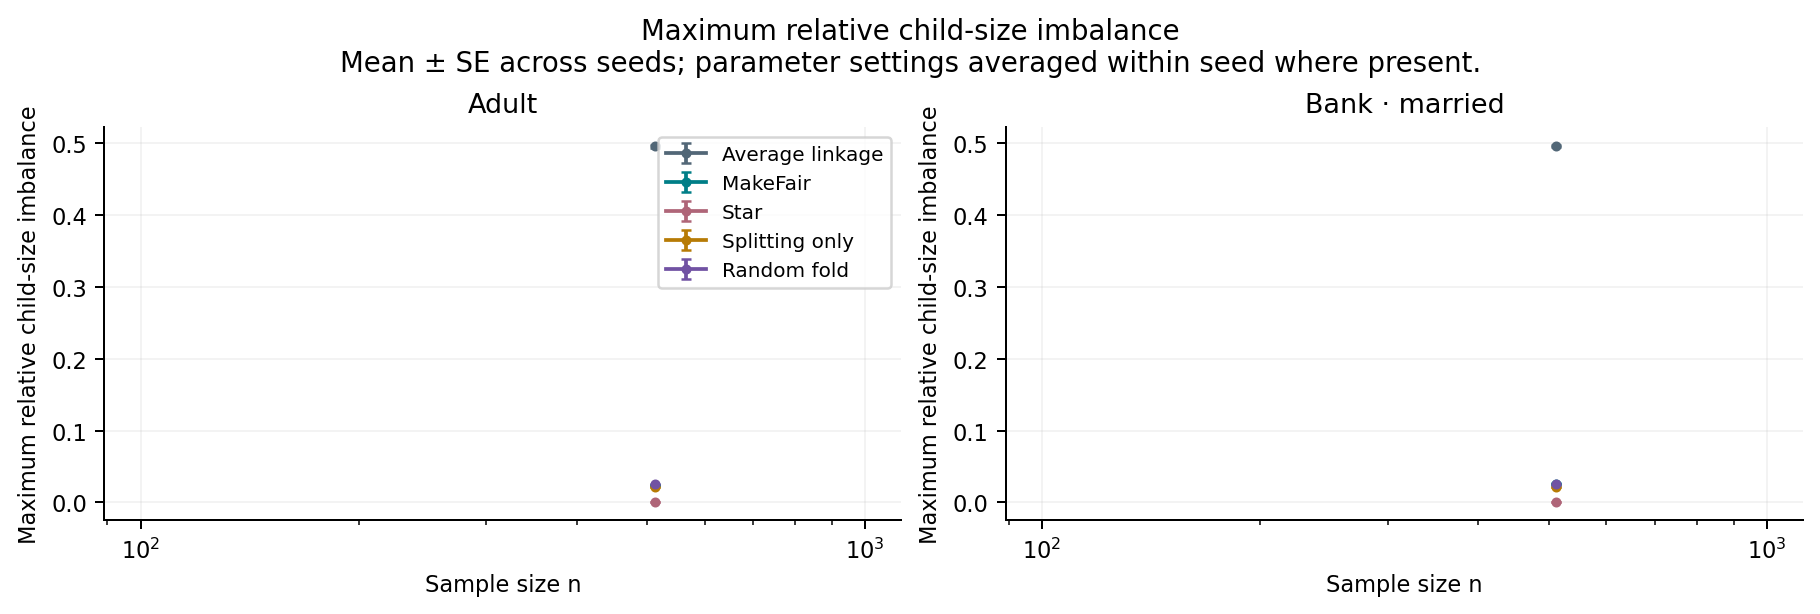 Maximum relative child-size imbalance
Mean ± SE across seeds; parameter settings averaged within seed where present.
Adult
Maximum relative child-size imbalance
0.5
0.4
0.3
0.2
0.1
0.0
10²
10³
Sample size n
Average linkage
MakeFair
Star
Splitting only
Random fold
Bank · married
Maximum relative child-size imbalance
0.5
0.4
0.3
0.2
0.1
0.0
10²
10³
Sample size n